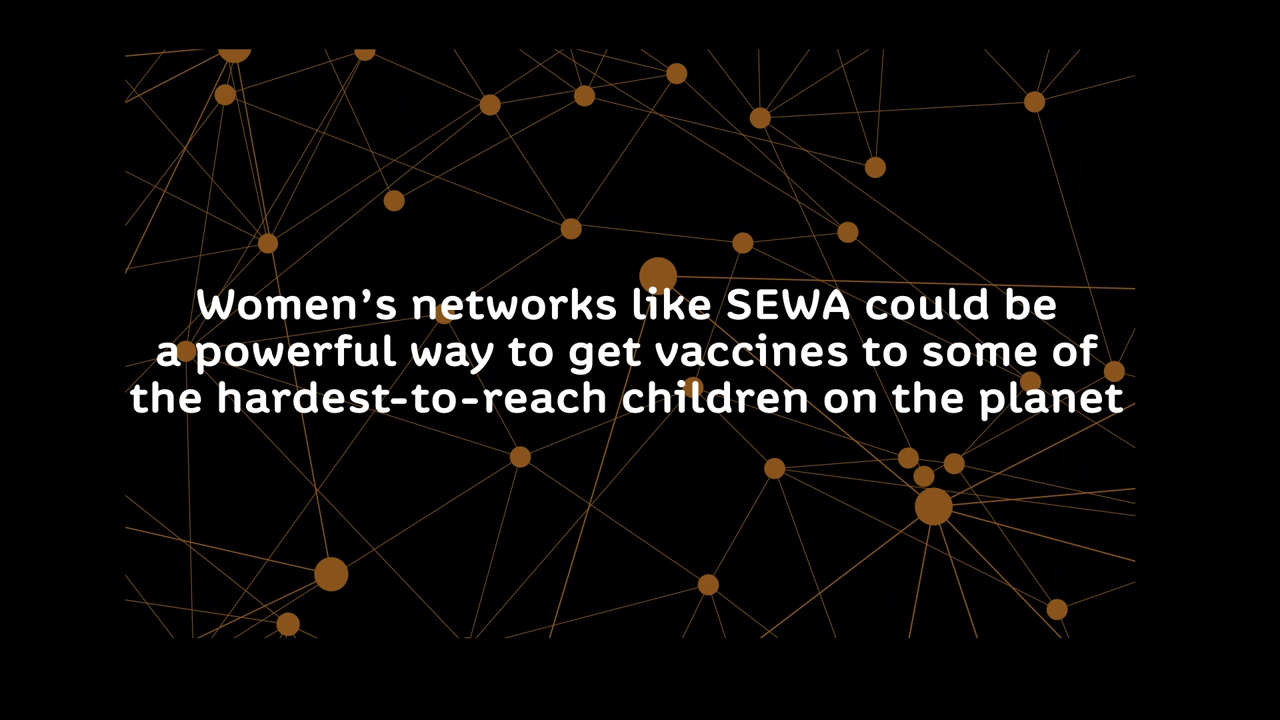 Women’s networks like SEWA could be
a powerful way to get vaccines to some of
the hardest-to-reach children on the planet